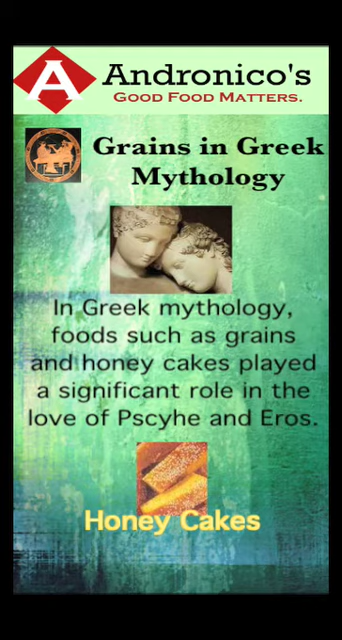 A
Andronico's
GOOD FOOD MATTERS.
Grains in Greek
Mythology
In Greek mythology,
foods such as grains
and honey cakes played
a significant role in the
love of Pscyhe and Eros.
Honey Cakes